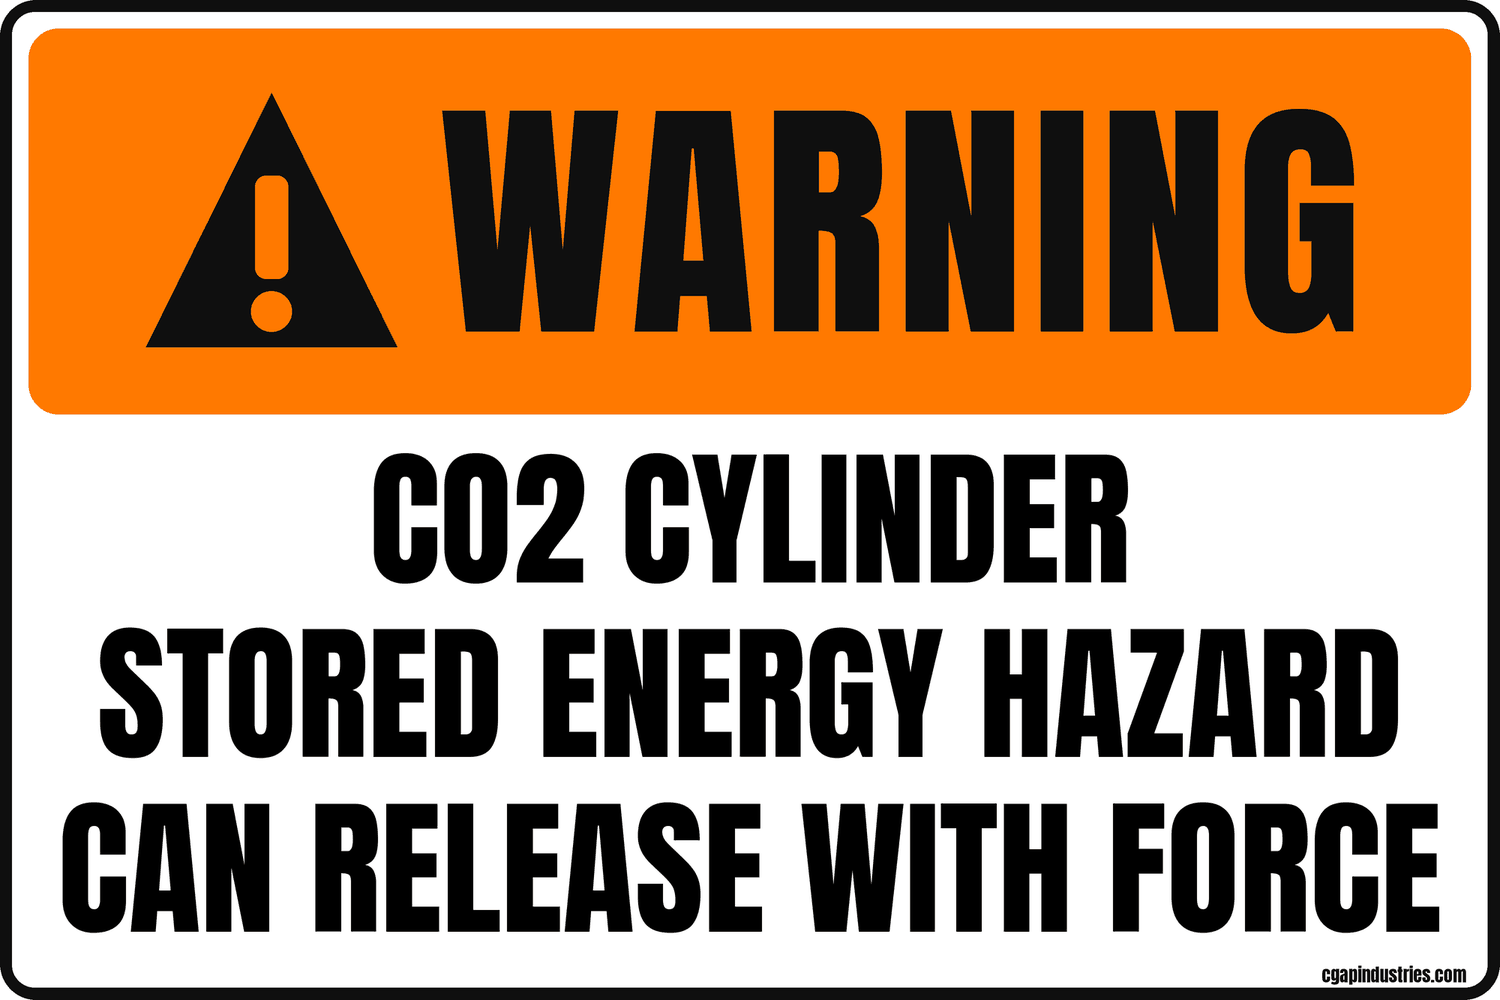 WARNING
CO2 CYLINDER
STORED ENERGY HAZARD
CAN RELEASE WITH FORCE
cgapindustries.com